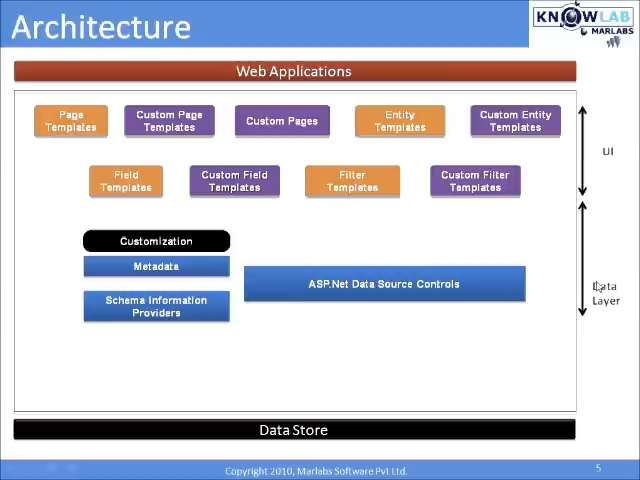 Architecture
KNOWLAB
MARLABS
Web Applications
Page
Templates
Custom Page
Templates
Custom Pages
Entity
Templates
Custom Entity
Templates
UI
Field
Templates
Custom Field
Templates
Filter
Templates
Custom Filter
Templates
Customization
Metadata
ASP.Net Data Source Controls
Schema Information
Providers
Data
Layer
Data Store
Copyright 2010, Marlabs Software Pvt Ltd.
5